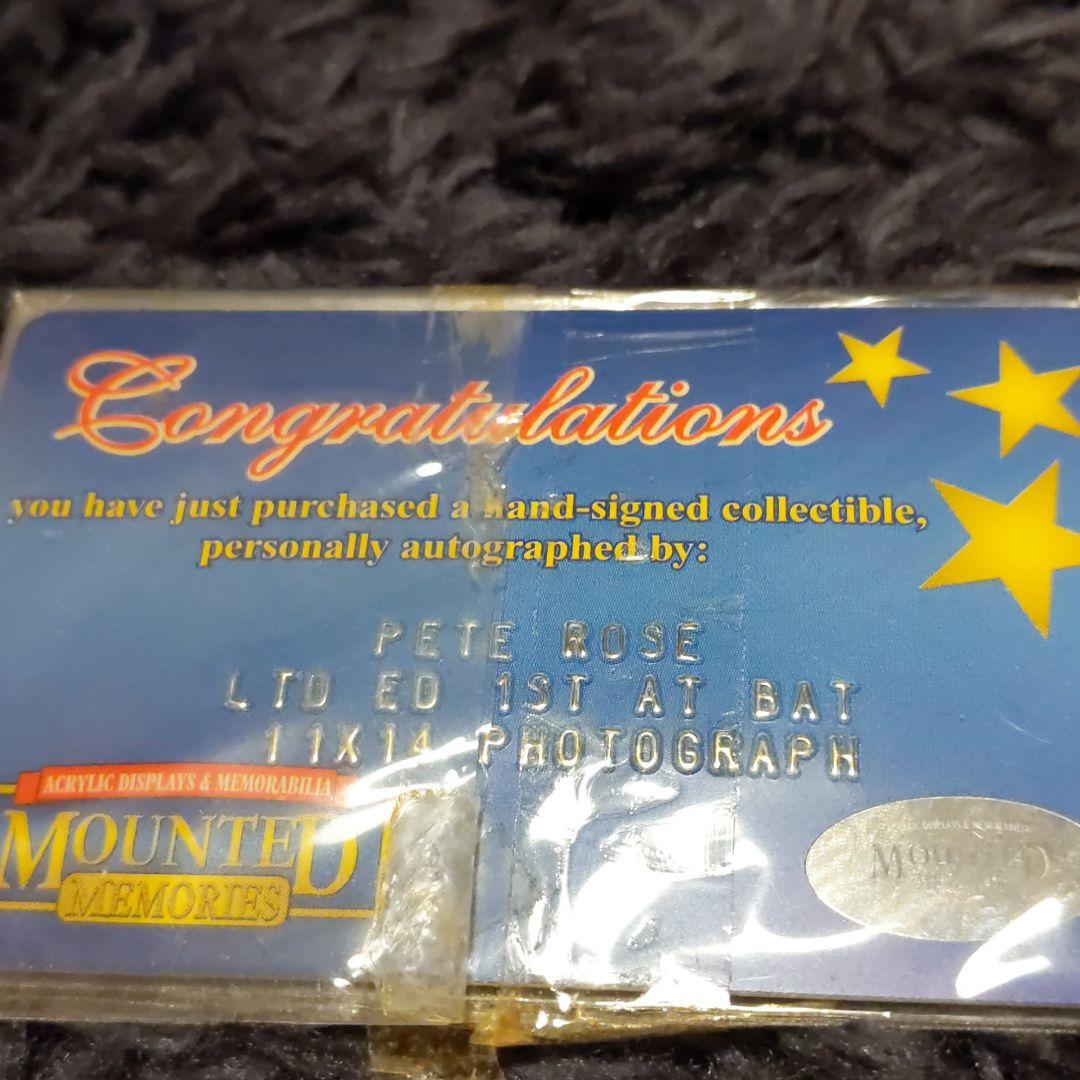 Congratulations
you have just purchased a hand-signed collectible,
personally autographed by:
PETE ROSE
LTD ED 1ST AT BAT
11X14 PHOTOGRAPH
ACRYLIC DISPLAYS & MEMORABILIA
MOUNTED
MEMORIES